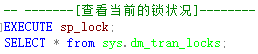 -- --------[查看当前的锁状况]--------
EXECUTE sp_lock;
SELECT * from sys.dm_tran_locks;